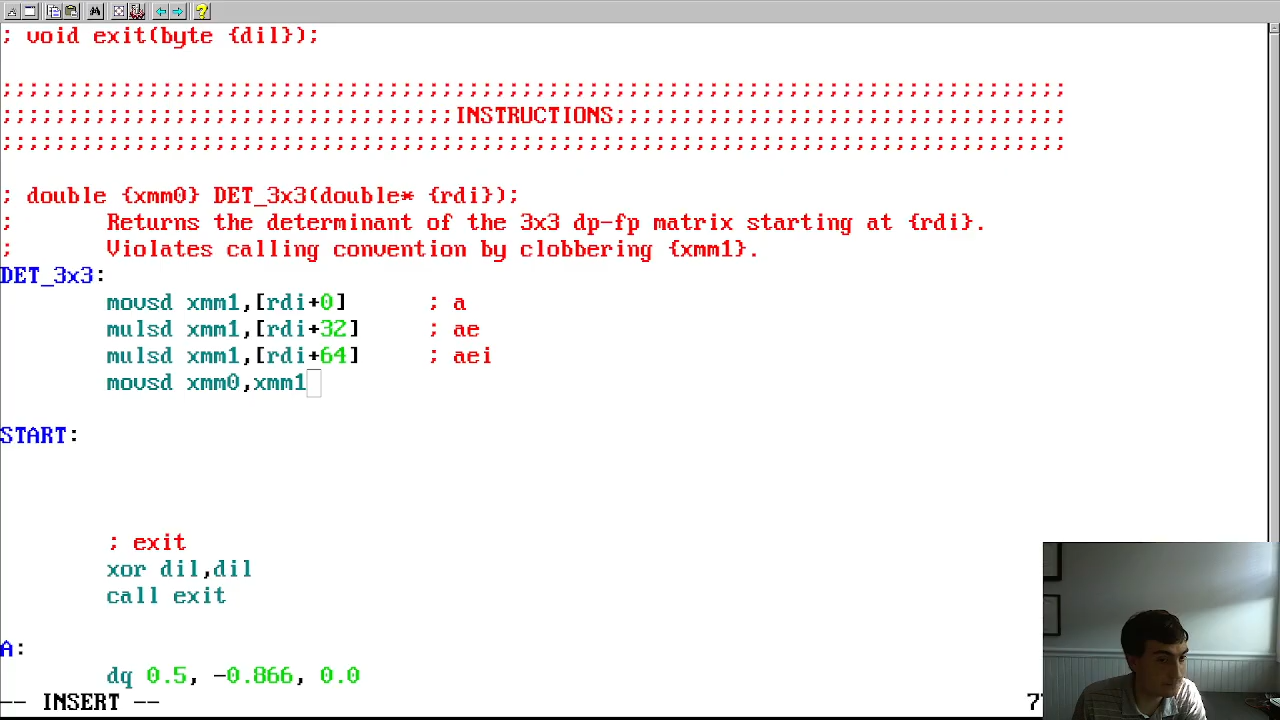 ; void exit(byte {dil});
;;;;;;;;;;;;;;;;;;;;;;;;;;;;;;;;;;;;;;;;;;;;;;;;;;;;;;;;;;;;;;;;;;;;;;;;;;;;;;;;
;;;;;;;;;;;;;;;;;;;;;;;;;;;;;;;;;;INSTRUCTIONS;;;;;;;;;;;;;;;;;;;;;;;;;;;;;;;;;;
;;;;;;;;;;;;;;;;;;;;;;;;;;;;;;;;;;;;;;;;;;;;;;;;;;;;;;;;;;;;;;;;;;;;;;;;;;;;;;;;
; double {xmm0} DET_3x3(double* {rdi});
;       Returns the determinant of the 3x3 dp-fp matrix starting at {rdi}.
;       Violates calling convention by clobbering {xmm1}.
DET_3x3:
movsd xmm1,[rdi+0]      ; a
mulsd xmm1,[rdi+32]     ; ae
mulsd xmm1,[rdi+64]     ; aei
movsd xmm0,xmm1
START:
; exit
xor dil,dil
call exit
A:
dq 0.5, -0.866, 0.0
-- INSERT --